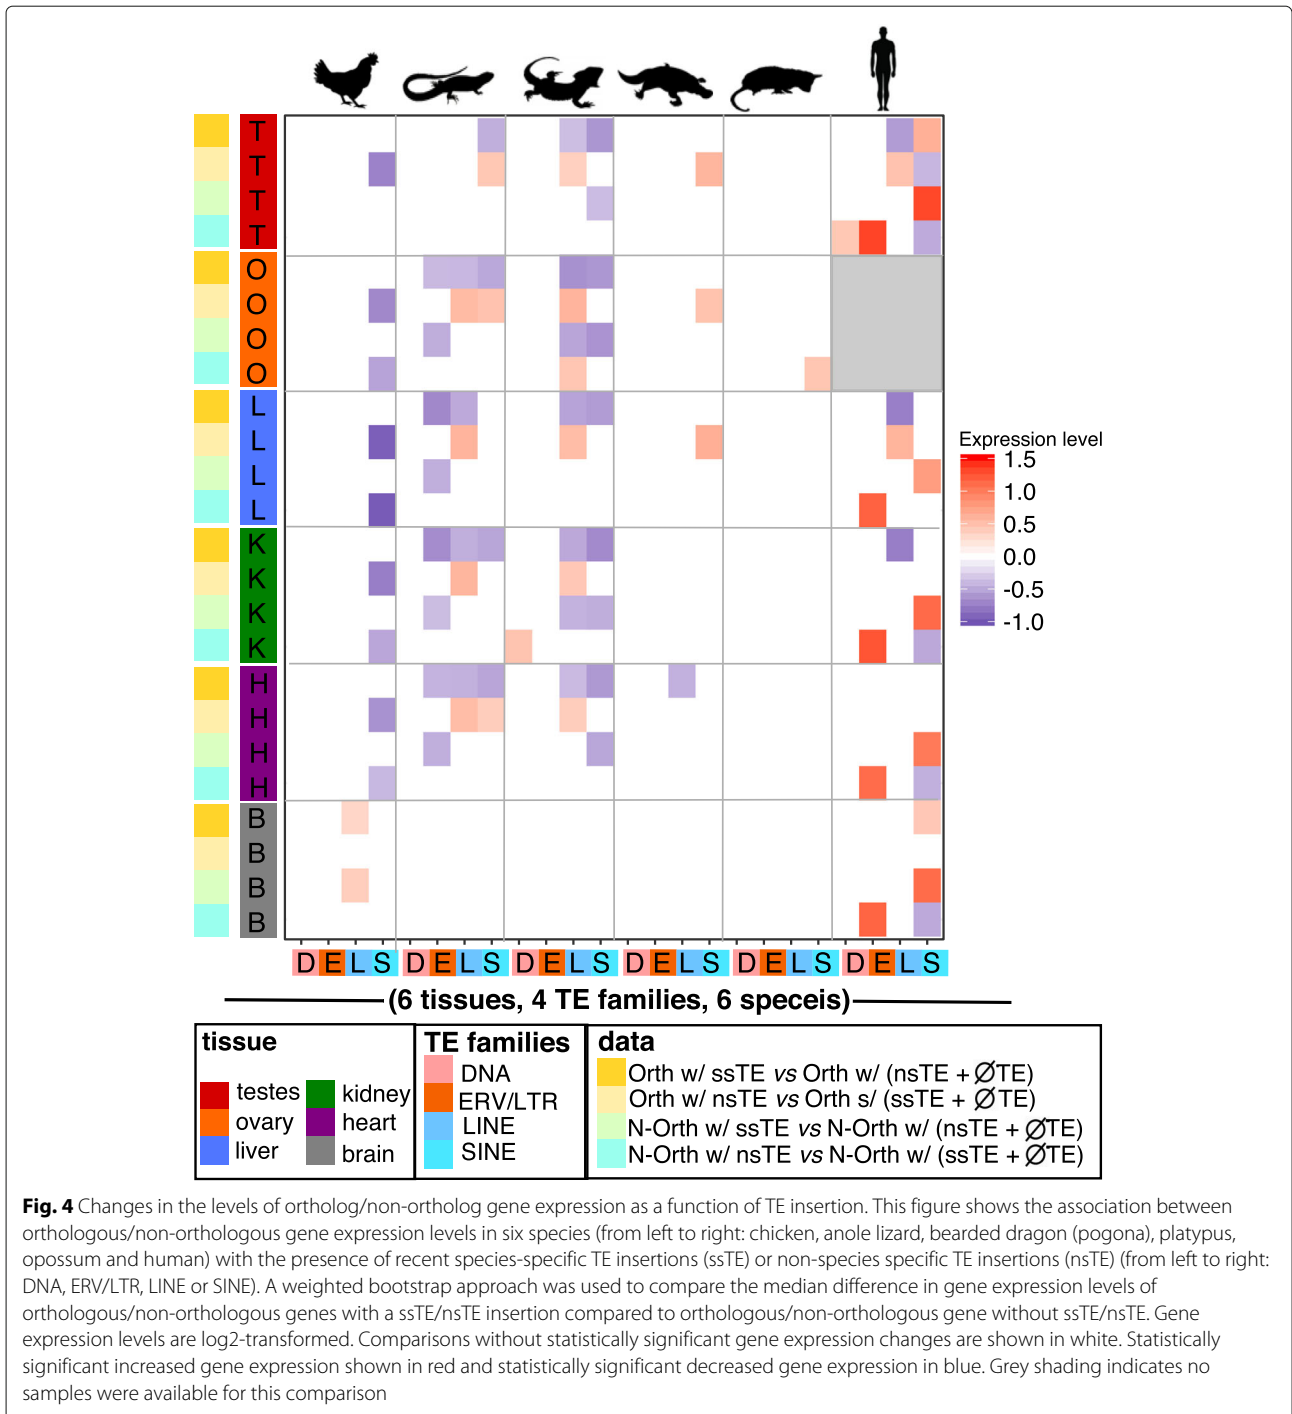 T
T
T
T
O
O
O
O
L
L
L
L
K
K
K
K
H
H
H
H
B
B
B
B
Expression level
1.5
1.0
0.5
0.0
-0.5
-1.0
D E L S D E L S D E L S D E L S D E L S D E L S
(6 tissues, 4 TE families, 6 speceis)
tissue
testes
kidney
ovary
heart
liver
brain
TE families
DNA
ERV/LTR
LINE
SINE
data
Orth w/ ssTE vs Orth w/ (nsTE + ∅TE)
Orth w/ nsTE vs Orth s/ (ssTE + ∅TE)
N-Orth w/ ssTE vs N-Orth w/ (nsTE + ∅TE)
N-Orth w/ nsTE vs N-Orth w/ (ssTE + ∅TE)
Fig. 4 Changes in the levels of ortholog/non-ortholog gene expression as a function of TE insertion. This figure shows the association between
orthologous/non-orthologous gene expression levels in six species (from left to right: chicken, anole lizard, bearded dragon (pogona), platypus,
opossum and human) with the presence of recent species-specific TE insertions (ssTE) or non-species specific TE insertions (nsTE) (from left to right:
DNA, ERV/LTR, LINE or SINE). A weighted bootstrap approach was used to compare the median difference in gene expression levels of
orthologous/non-orthologous genes with a ssTE/nsTE insertion compared to orthologous/non-orthologous gene without ssTE/nsTE. Gene
expression levels are log2-transformed. Comparisons without statistically significant gene expression changes are shown in white. Statistically
significant increased gene expression shown in red and statistically significant decreased gene expression in blue. Grey shading indicates no
samples were available for this comparison